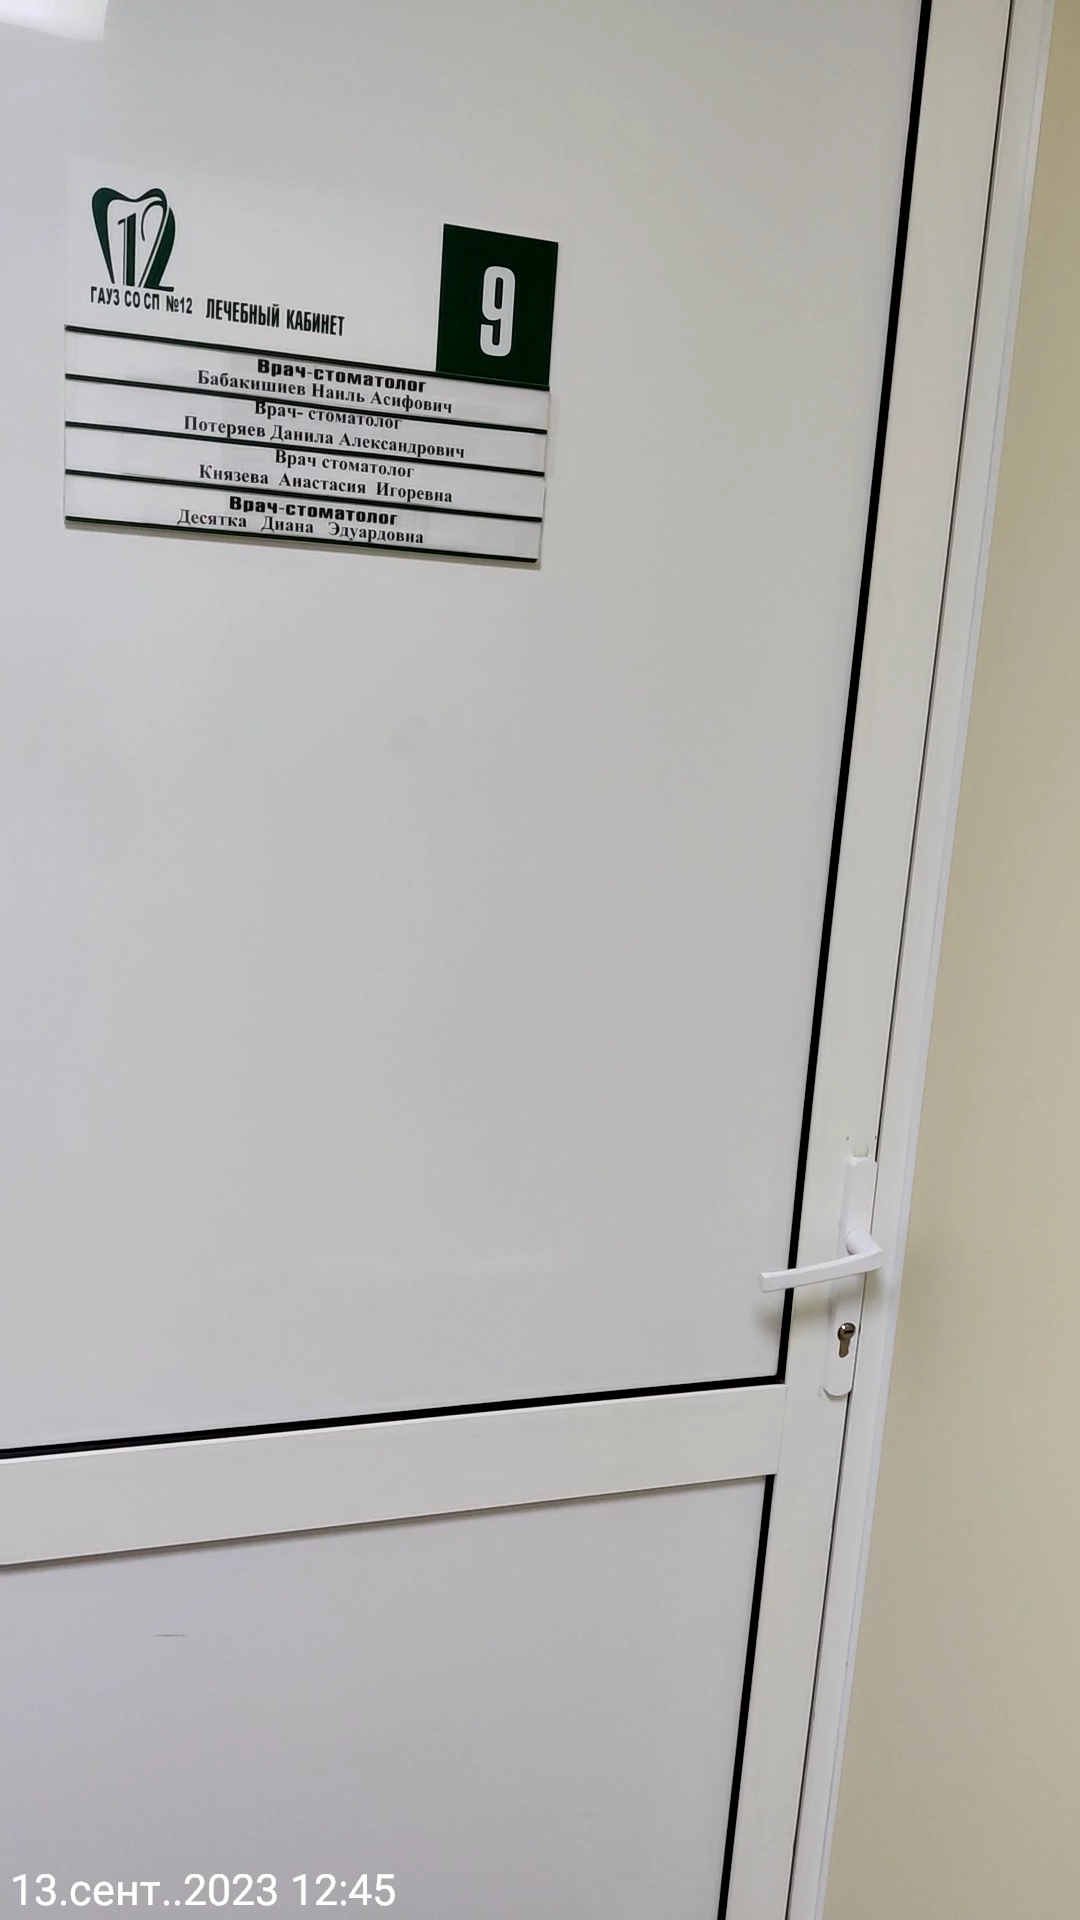 12
ГАУЗ СО СП №12 ЛЕЧЕБНЫЙ КАБИНЕТ
9
Врач-стоматолог
Бабакишиев Наиль Асифович
Врач- стоматолог
Потеряев Данила Александрович
Врач стоматолог
Князева Анастасия Игоревна
Врач-стоматолог
Десятка Диана Эдуардовна
13.сент..2023 12:45